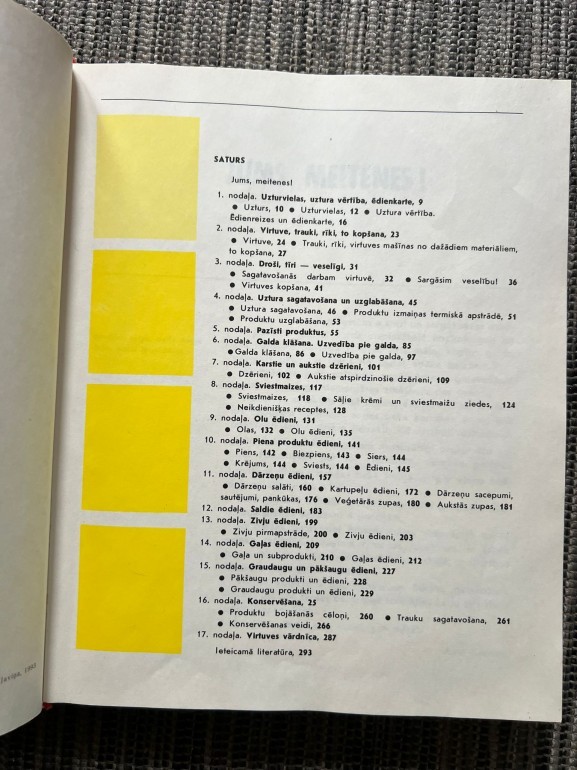 SATURS
Jums, meitenes!
1. nodaļa. Uzturvielas, uztura vērtība, ēdienkarte, 9
● Uzturs, 10 ● Uzturvielas, 12 ● Uztura vērtība.
Ēdienreizes un ēdienkarte, 16
2. nodaļa. Virtuve, trauki, rīki, to kopšana, 23
● Virtuve, 24 ● Trauki, rīki, virtuves mašīnas no dažādiem materiāliem,
to kopšana, 27
3. nodaļa. Droši, tīri — veselīgi, 31
● Sagatavošanās darbam virtuvē, 32 ● Sargāsim veselību! 36
● Virtuves kopšana, 41
4. nodaļa. Uztura sagatavošana un uzglabāšana, 45
● Uztura sagatavošana, 46 ● Produktu izmaiņas termiskā apstrādē, 51
● Produktu uzglabāšana, 53
5. nodaļa. Pazīsti produktus, 55
6. nodaļa. Galda klāšana. Uzvedība pie galda, 85
● Galda klāšana, 86 ● Uzvedība pie galda, 97
7. nodaļa. Karstie un aukstie dzērieni, 101
● Dzērieni, 102 ● Aukstie atspirdzinošie dzērieni, 109
8. nodaļa. Sviestmaizes, 117
● Sviestmaizes, 118 ● Sāļie krēmi un sviestmaižu ziedes, 124
● Neikdienišķas receptes, 128
9. nodaļa. Olu ēdieni, 131
● Olas, 132 ● Olu ēdieni, 135
10. nodaļa. Piena produktu ēdieni, 141
● Piens, 142 ● Biezpiens, 143 ● Siers, 144
● Krējums, 144 ● Sviests, 144 ● Ēdieni, 145
11. nodaļa. Dārzeņu ēdieni, 157
● Dārzeņu salāti, 160 ● Kartupeļu ēdieni, 172 ● Dārzeņu sacepumi,
sautējumi, pankūkas, 176 ● Veģetārās zupas, 180 ● Aukstās zupas, 181
12. nodaļa. Saldie ēdieni, 183
13. nodaļa. Zivju ēdieni, 199
● Zivju pirmapstrāde, 200 ● Zivju ēdieni, 203
14. nodaļa. Gaļas ēdieni, 209
● Gaļa un subprodukti, 210 ● Gaļas ēdieni, 212
15. nodaļa. Graudaugu un pākšaugu ēdieni, 227
● Pākšaugu produkti un ēdieni, 228
● Graudaugu produkti un ēdieni, 229
16. nodaļa. Konservēšana, 25
● Produktu bojāšanās cēloņi, 260 ● Trauku sagatavošana, 261
● Konservēšanas veidi, 266
17. nodaļa. Virtuves vārdnīca, 287
Ieteicamā literatūra, 293